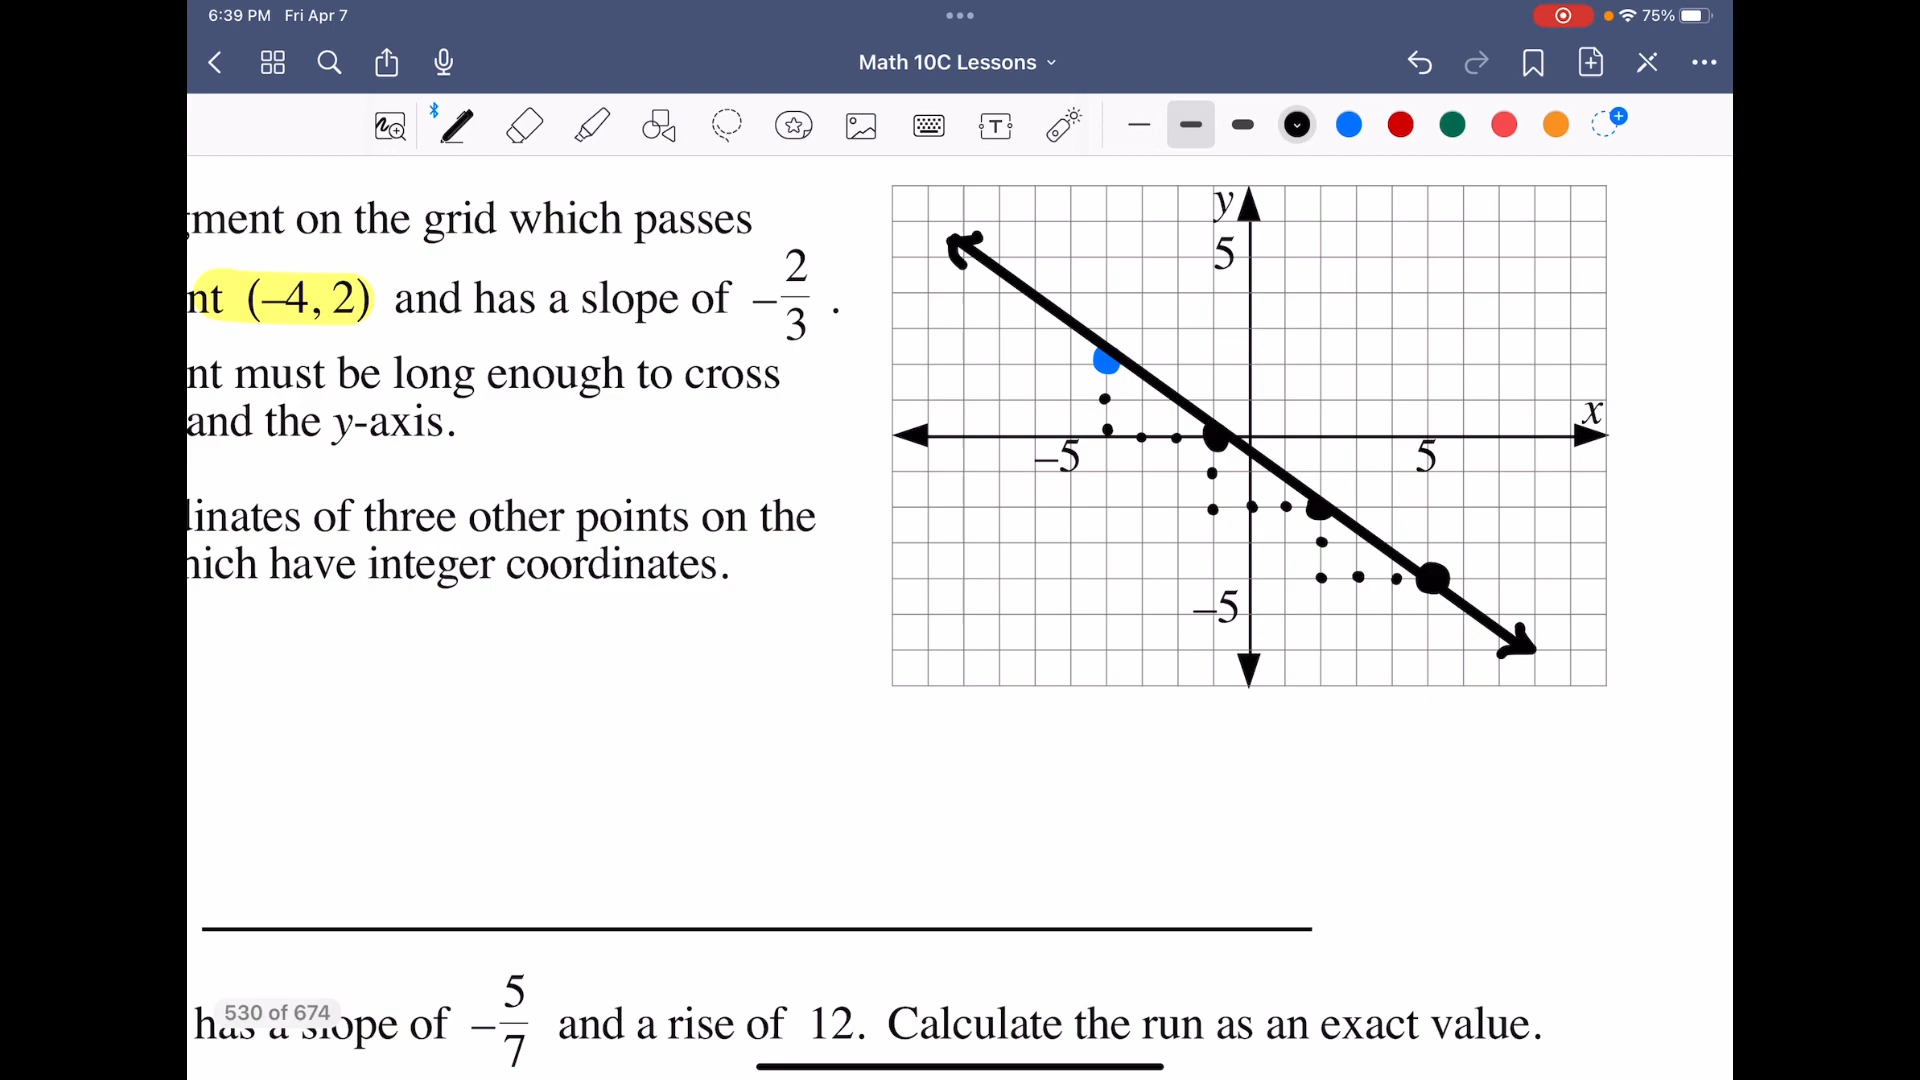 6:39 PM Fri Apr 7
75%
Math 10C Lessons
gment on the grid which passes
nt (–4, 2) and has a slope of –2/3 .
nt must be long enough to cross
and the y-axis.
dinates of three other points on the
hich have integer coordinates.
y
5
x
–5
5
–5
530 of 674
has a slope of –5/7 and a rise of 12. Calculate the run as an exact value.